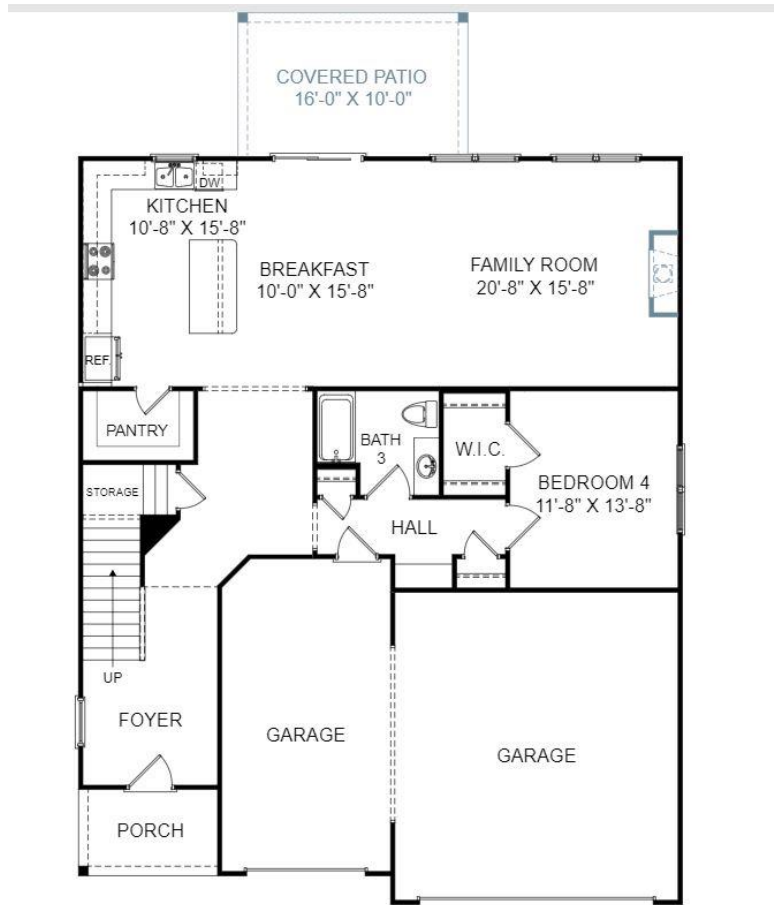 COVERED PATIO
16'-0" X 10'-0"
DW
KITCHEN
10'-8" X 15'-8"
BREAKFAST
10'-0" X 15'-8"
FAMILY ROOM
20'-8" X 15'-8"
REF.
PANTRY
BATH
3
W.I.C.
STORAGE
BEDROOM 4
11'-8" X 13'-8"
HALL
UP
FOYER
GARAGE
GARAGE
PORCH